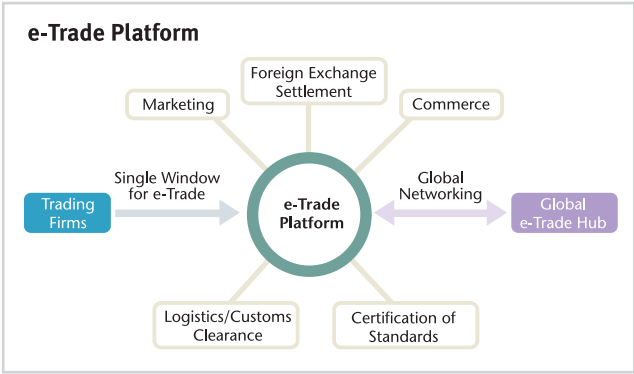 e-Trade Platform
Foreign Exchange
Settlement
Marketing
Commerce
Single Window
for e-Trade
Global
Networking
Trading
Firms
e-Trade
Platform
Global
e-Trade Hub
Logistics/Customs
Clearance
Certification of
Standards